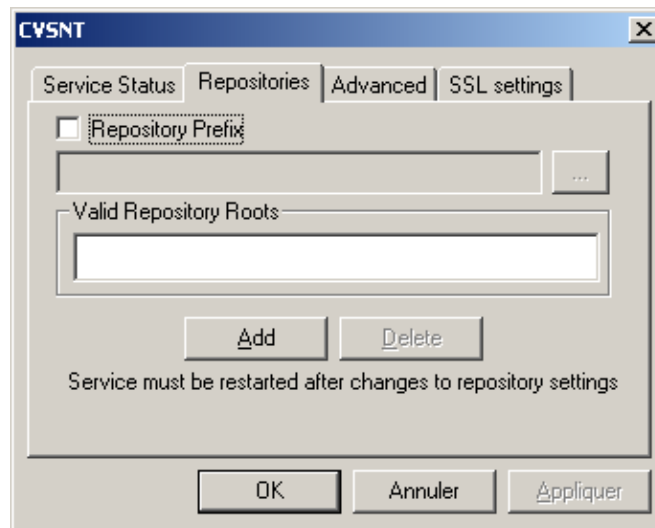 CVSNT
Service Status Repositories Advanced SSL settings
Repository Prefix
...
Valid Repository Roots
Add Delete
Service must be restarted after changes to repository settings
OK Annuler Appliquer